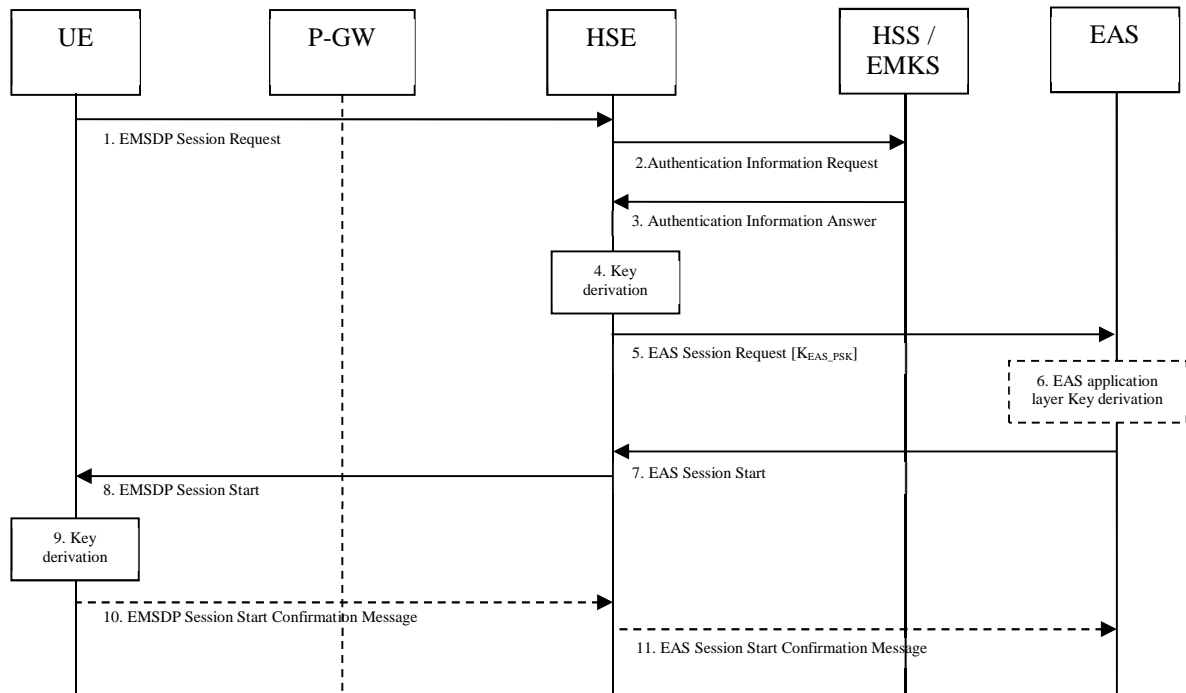 UE
P-GW
HSE
HSS /
EMKS
EAS
1. EMSDP Session Request
2.Authentication Information Request
3. Authentication Information Answer
4. Key
derivation
5. EAS Session Request [KEAS_PSK]
6. EAS application
layer Key derivation
7. EAS Session Start
8. EMSDP Session Start
9. Key
derivation
10. EMSDP Session Start Confirmation Message
11. EAS Session Start Confirmation Message